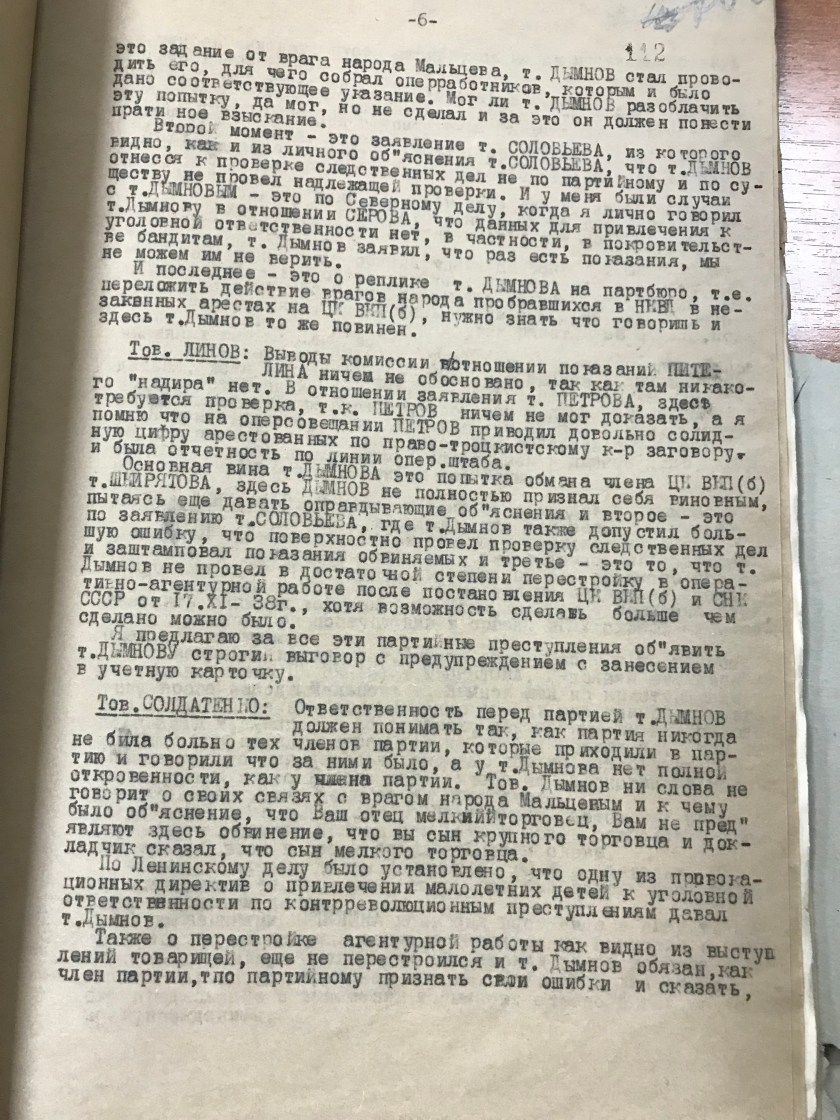 -6-
112
это задание от врага народа Мальцева, т. ДЫМНОВ стал прово-
дить его, для чего собрал оперработников, которым и было
дано соответствующее указание. Мог ли т. ДЫМНОВ разоблачить
эту попытку, да мог, но не сделал и за это он должен понести
прати ное взыскание.
Второй момент - это заявление т. СОЛОВЬЕВА, из которого
видно, как и из личного об"яснения т.СОЛОВЬЕВА, что т.ДЫМНОВ
отнесся к проверке следственных дел не по партийному и по су-
ществу не провел надлежащей проверки. И у меня были случаи
с т.ДЫМНОВЫМ - это по Северному делу, когда я лично говорил
т.Дымнову в отношении СЕРОВА, что данных для привлечения к
уголовной ответственности нет, в частности, в покровительст-
ве бандитам, т. Дымнов заявил, что раз есть показания, мы
не можем им не верить.
И последнее - это о реплике т. ДЫМНОВА на партбюро, т.е.
переложить действие врагов народа пробравшихся в НКВД в не-
законных арестах на ЦК ВКП(б), нужно знать что говоришь и
здесь т.Дымнов то же повинен.
Тов. ЛИНОВ: Выводы комиссии в отношении показаний ПИТЕ-
ЛИНА ничем не обосновано, так как там никако-
го "надира" нет. В отношении заявления т. ПЕТРОВА, здесь
требуется проверка, т.к. ПЕТРОВ ничем не мог доказать, а я
помню что на оперсовещании ПЕТРОВ приводил довольно солид-
ную цифру арестованных по право-троцкистскому к-р заговору,
и была отчетность по линии опер.штаба.
Основная вина т.ДЫМНОВА это попытка обмана члена ЦК ВКП(б)
т.ШКИРЯТОВА, здесь ДЫМНОВ не полностью признал себя виновным,
пытаясь еще давать оправдывающие об"яснения и второе - это
по заявлению т.СОЛОВЬЕВА, где т.Дымнов также допустил боль-
шую ошибку, что поверхностно провел проверку следственных дел
и заштамповал показания обвиняемых и третье - это то, что т.
Дымнов не провел в достаточной степени перестройку в опера-
тивно-агентурной работе после постановления ЦК ВКП(б) и СНК
СССР от 17.XI- 38г., хотя возможность сделать больше чем
сделано можно было.
Я предлагаю за все эти партийные преступления об"явить
т.ДЫМНОВУ строгий выговор с предупреждением с занесением
в учетную карточку.
Тов.СОЛДАТЕНКО: Ответственность перед партией т.ДЫМНОВ
должен понимать так, как партия никогда
не била больно тех членов партии, которые приходили в пар-
тию и говорили что за ними было, а у т.Дымнова нет полной
откровенности, как у члена партии. Тов. Дымнов ни слова не
говорит о своих связях с врагом народа Мальцевым и к чему
было об"яснение, что Ваш отец мелкийторговец, Вам не пред"
являют здесь обвинение, что вы сын крупного торговца и док-
ладчик сказал, что сын мелкого торговца.
По Ленинскому делу было установлено, что одну из провока-
ционных директив о привлечении малолетних детей к уголовной
ответственности по контрреволюционным преступлениям давал
т.Дымнов.
Также о перестройке агентурной работы как видно из выступ
лений товарищей, еще не перестроился и т. Дымнов обязан,как
член партии,тпо партийному признать свои ошибки и сказать,